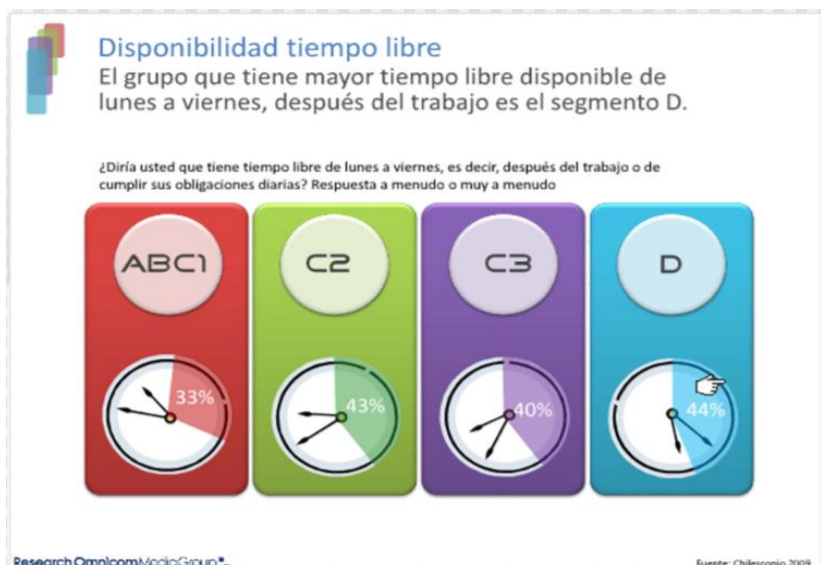 Disponibilidad tiempo libre
El grupo que tiene mayor tiempo libre disponible de
lunes a viernes, después del trabajo es el segmento D.
¿Diría usted que tiene tiempo libre de lunes a viernes, es decir, después del trabajo o de
cumplir sus obligaciones diarias? Respuesta a menudo o muy a menudo
ABC1
C2
C3
D
33%
43%
40%
44%
Research OmnicomMediaGroup
Fuente: Chilescopio 2009